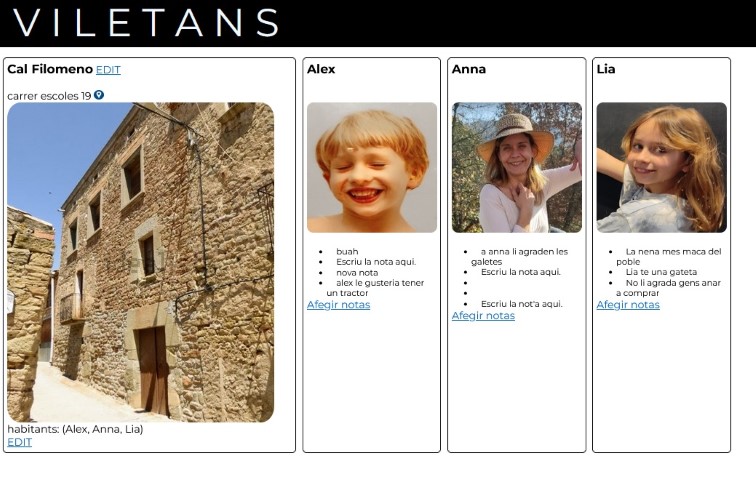 VILETANS
Cal Filomeno EDIT
carrer escoles 19
habitants: (Alex, Anna, Lia)
EDIT
Alex
buah
Escriu la nota aqui.
nova nota
alex le gusteria tener
un tractor
Afegir notas
Anna
a anna li agraden les
galetes
Escriu la nota aqui.
Escriu la not'a aqui.
Afegir notas
Lia
La nena mes maca del
poble
Lia te una gateta
No li agrada gens anar
a comprar
Afegir notas